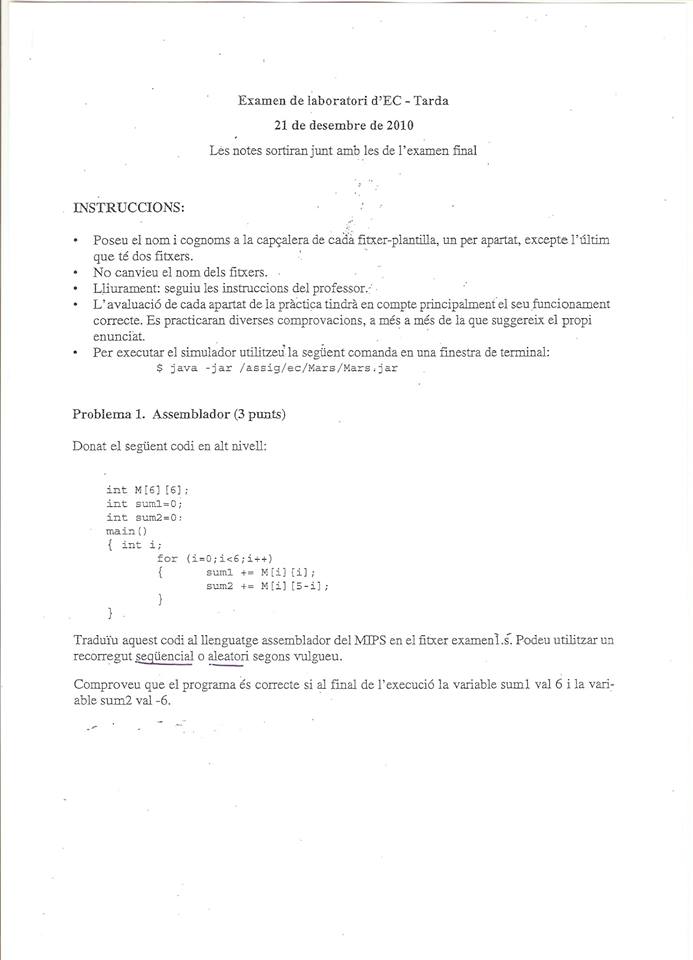 Examen de laboratori d'EC - Tarda
21 de desembre de 2010
Les notes sortiran junt amb les de l'examen final
INSTRUCCIONS:
• Poseu el nom i cognoms a la capçalera de cada fitxer-plantilla, un per apartat, excepte l'últim
que té dos fitxers.
• No canvieu el nom dels fitxers.
• Lliurament: seguiu les instruccions del professor.
• L'avaluació de cada apartat de la pràctica tindrà en compte principalment el seu funcionament
correcte. Es practicaran diverses comprovacions, a més a més de la que suggereix el propi
enunciat.
• Per executar el simulador utilitzeu la següent comanda en una finestra de terminal:
$ java -jar /assig/ec/Mars/Mars.jar
Problema 1. Assemblador (3 punts)
Donat el següent codi en alt nivell:
int M[6][6];
int sum1=0;
int sum2=0;
main()
{ int i;
for (i=0;i<6;i++)
{ sum1 += M[i][i];
sum2 += M[i][5-i];
}
}
Traduïu aquest codi al llenguatge assemblador del MIPS en el fitxer examen1.s. Podeu utilitzar un
recorregut seqüencial o aleatori segons vulgueu.
Comproveu que el programa és correcte si al final de l'execució la variable sum1 val 6 i la vari-
able sum2 val -6.